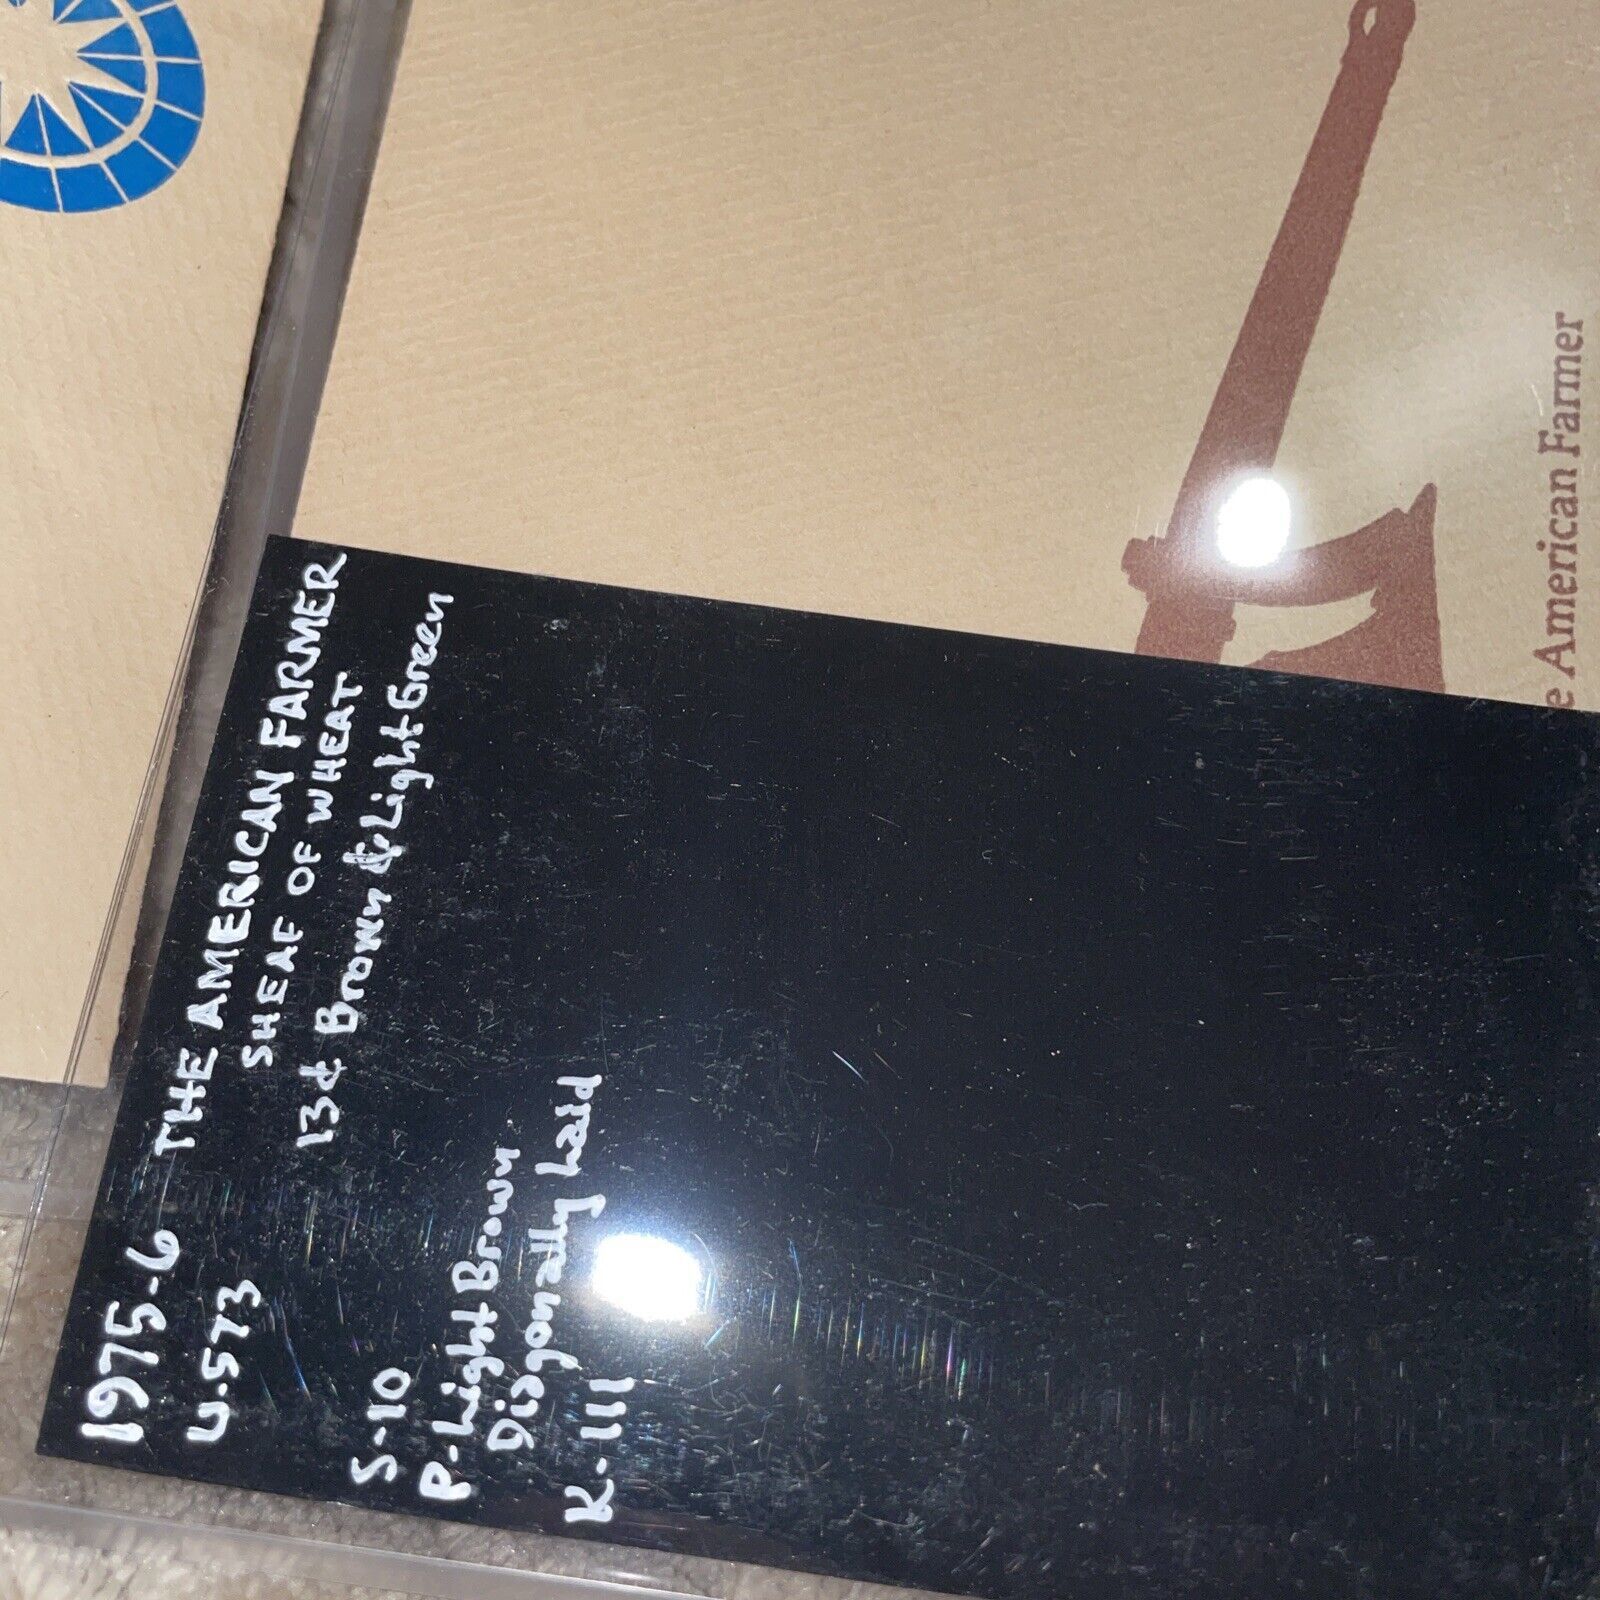 1975-6 THE AMERICAN FARMER
U-573 SHEAF OF WHEAT
13¢ Brown & Light Green
S-10
P-Light Brown
Diagonally Laid
K-111
e American Farmer